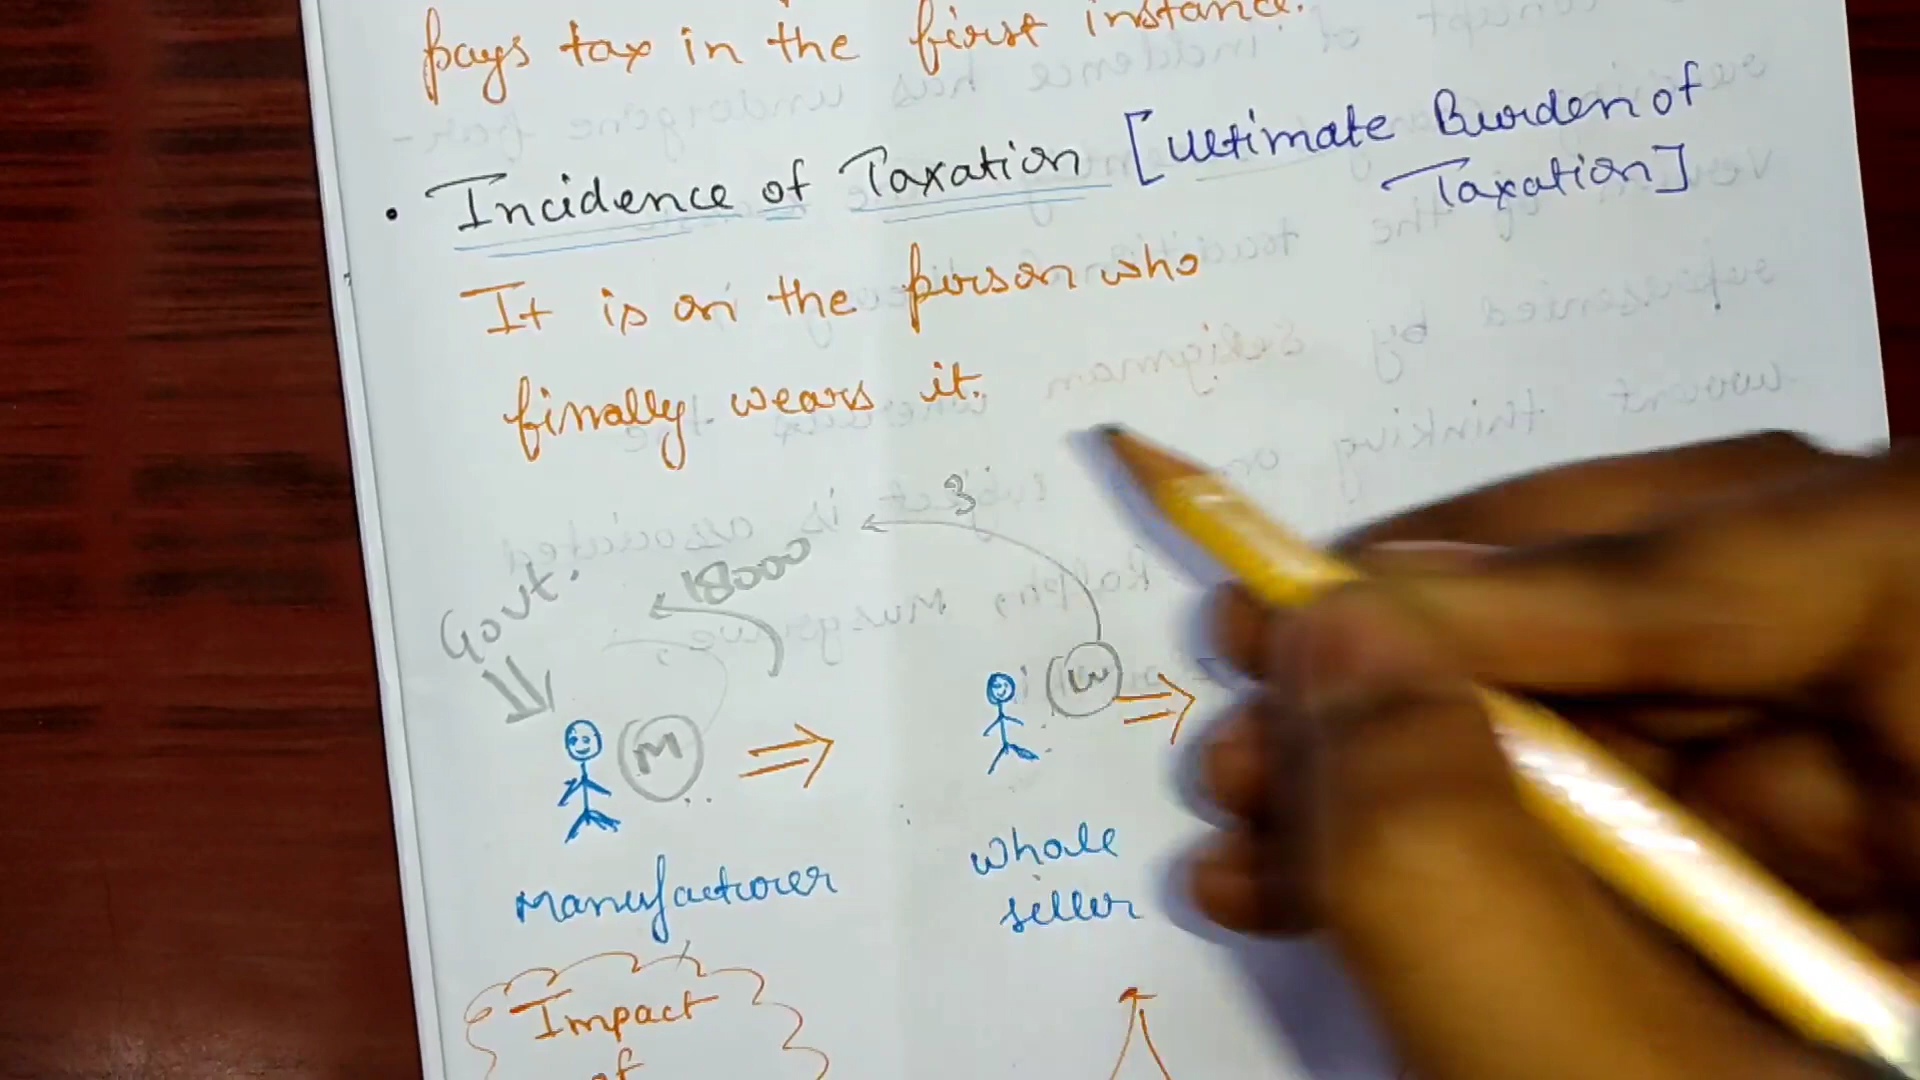 pays tax in the first instance.
• Incidence of Taxation [Ultimate Burden of
Taxation]
It is on the person who
finally wears it.
3
18000
Govt.
M
W
Manufacturer
Whole
seller
Impact
of